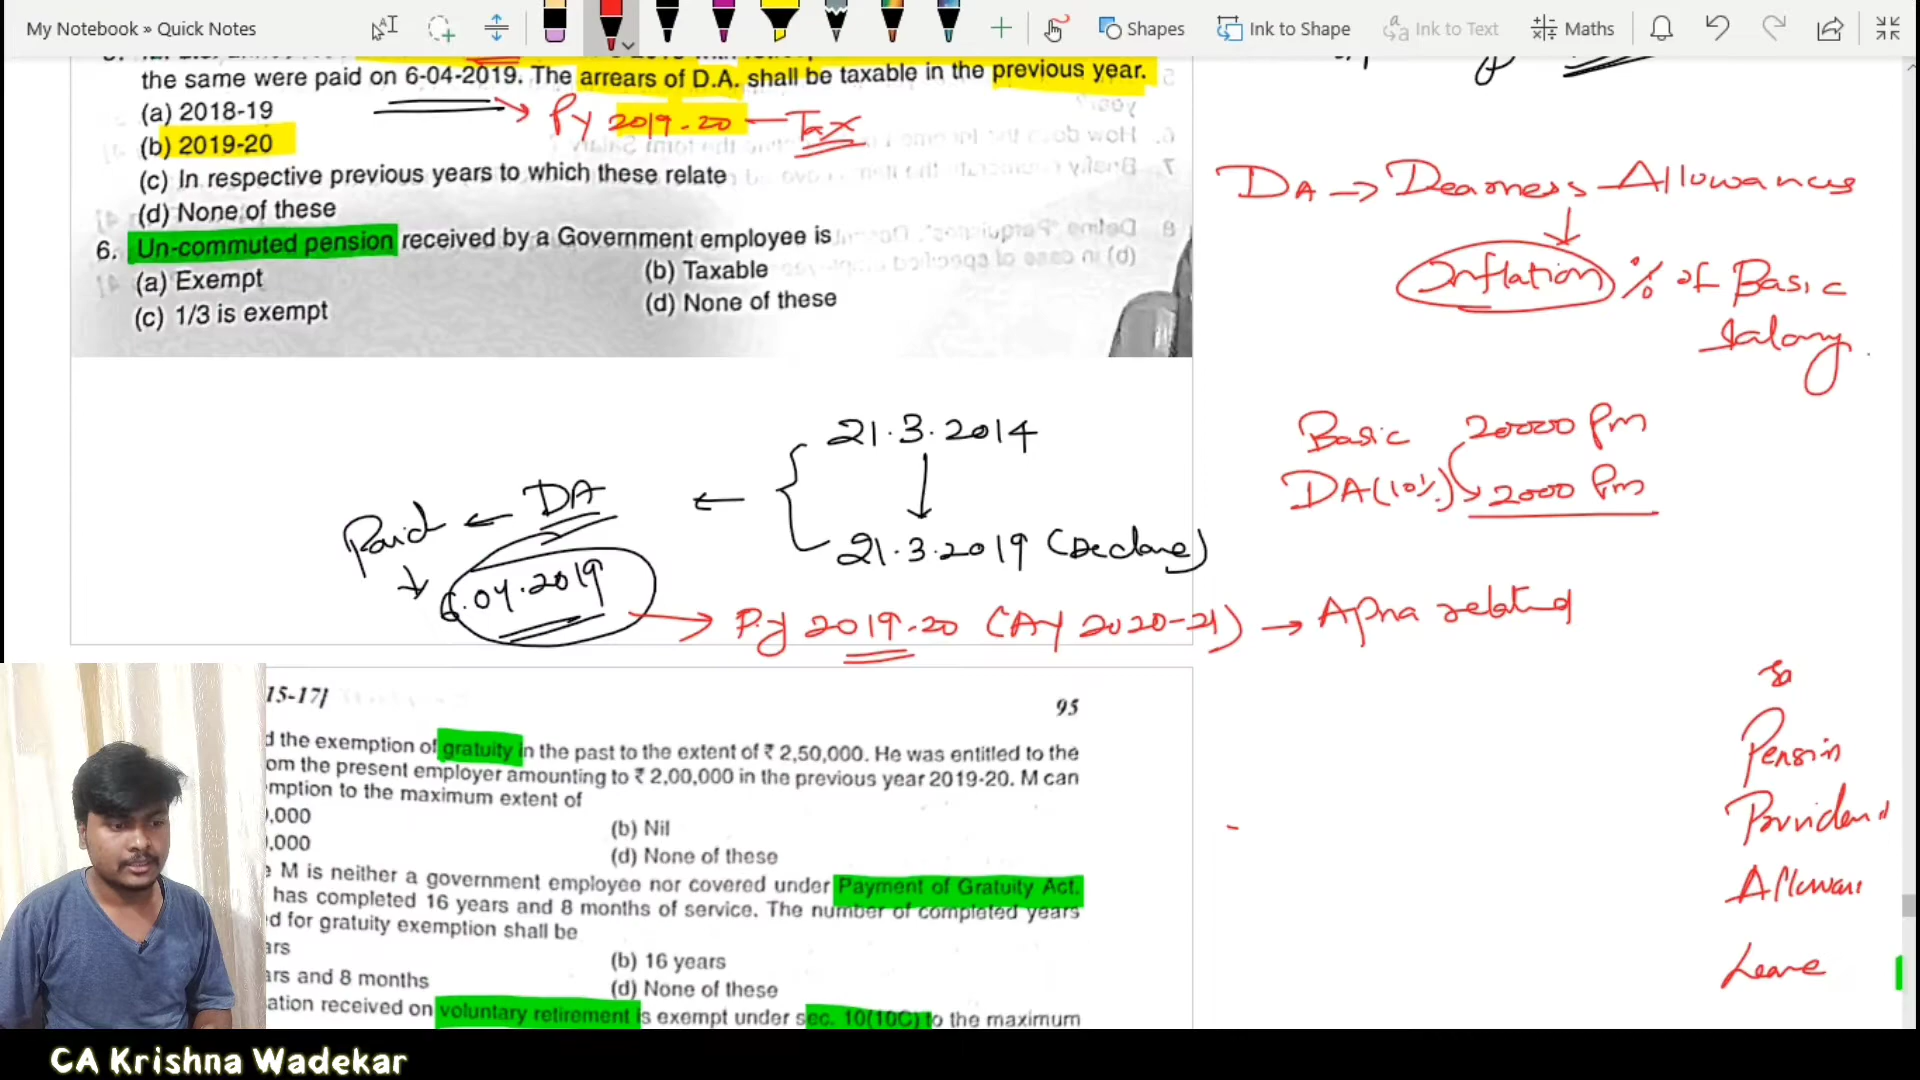 My Notebook » Quick Notes
Shapes
Ink to Shape
Ink to Text
Maths
the same were paid on 6-04-2019. The arrears of D.A. shall be taxable in the previous year.
(a) 2018-19
Py 2019-20 — Tax
(b) 2019-20
(c) In respective previous years to which these relate
(d) None of these
6. Un-commuted pension received by a Government employee is
(a) Exempt
(b) Taxable
(c) 1/3 is exempt
(d) None of these
DA → Dearness Allowances
Inflation % of Basic
Salary
Basic 20000 Pm
DA (10%) 2000 Pm
21.3.2014
21.3.2019 (Declare)
Paid ← DA ←
6.04.2019
P.y 2019-20 (AY 2020-21) → Apna related
Pension
Leave
15-17]
95
d the exemption of gratuity in the past to the extent of ₹ 2,50,000. He was entitled to the
om the present employer amounting to ₹ 2,00,000 in the previous year 2019-20. M can
mption to the maximum extent of
,000
(b) Nil
,000
(d) None of these
M is neither a government employee nor covered under Payment of Gratuity Act.
has completed 16 years and 8 months of service. The number of completed years
d for gratuity exemption shall be
ars
(b) 16 years
ars and 8 months
(d) None of these
ation received on voluntary retirement is exempt under sec. 10(10C) to the maximum
CA Krishna Wadekar